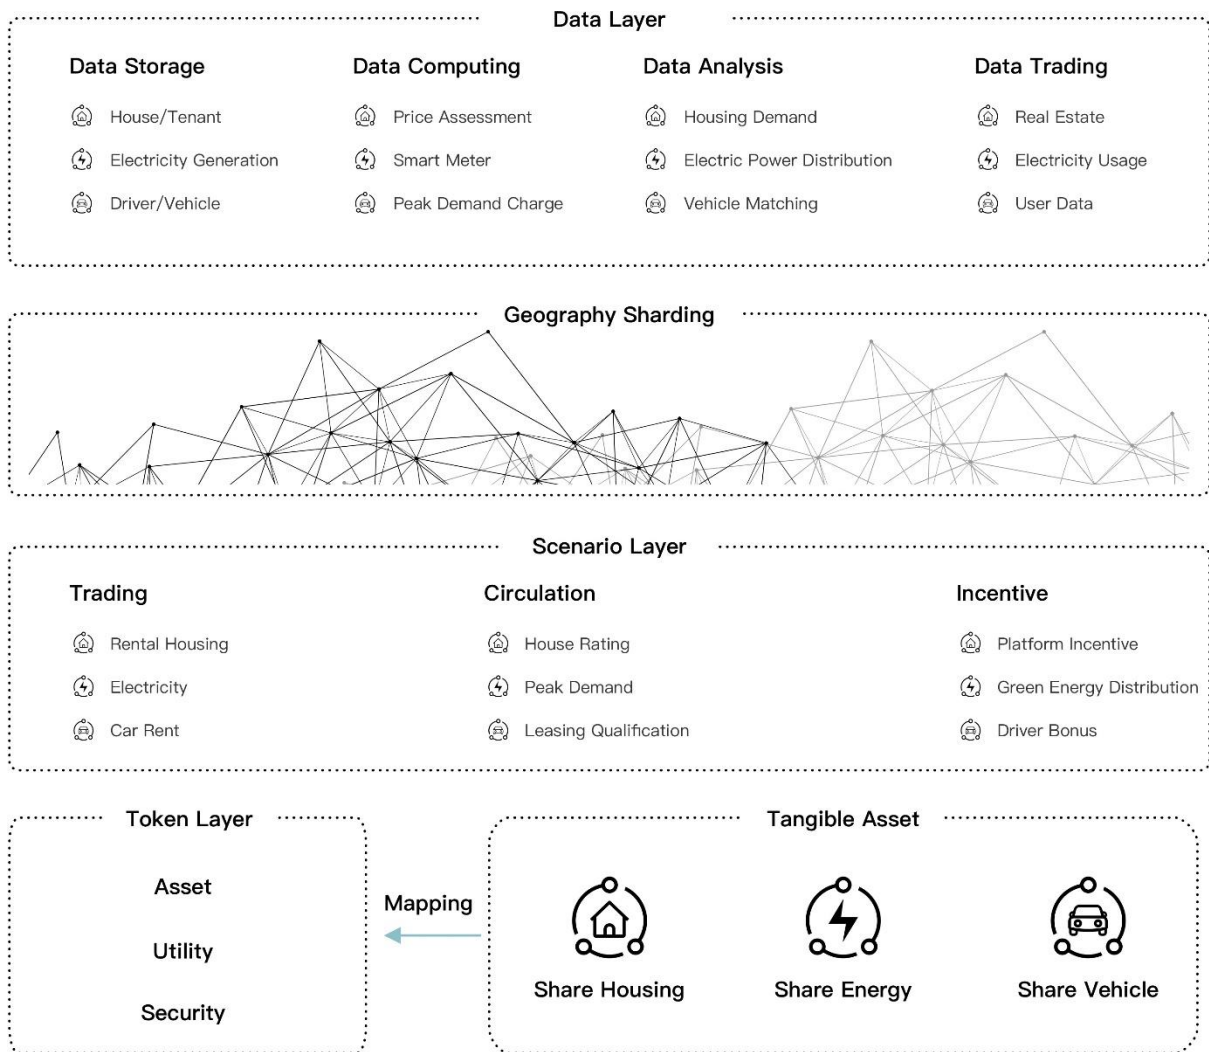 Data Layer
Data Storage
Data Computing
Data Analysis
Data Trading
House/Tenant
Price Assessment
Housing Demand
Real Estate
Electricity Generation
Smart Meter
Electric Power Distribution
Electricity Usage
Driver/Vehicle
Peak Demand Charge
Vehicle Matching
User Data
Geography Sharding
Scenario Layer
Trading
Circulation
Incentive
Rental Housing
House Rating
Platform Incentive
Electricity
Peak Demand
Green Energy Distribution
Car Rent
Leasing Qualification
Driver Bonus
Token Layer
Asset
Utility
Security
Mapping
Tangible Asset
Share Housing
Share Energy
Share Vehicle